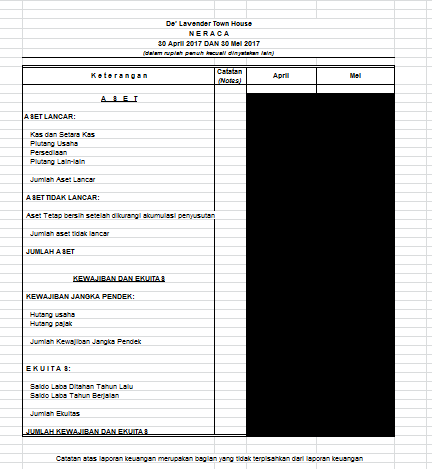 De' Lavender Town House
N E R A C A
30 April 2017 DAN 30 Mei 2017
(dalam rupiah penuh kecuali dinyatakan lain)
K e t e r a n g a n Catatan (Notes) April Mei
A S E T
ASET LANCAR:
Kas dan Setara Kas
Piutang Usaha
Persediaan
Piutang Lain-lain
Jumlah Aset Lancar
ASET TIDAK LANCAR:
Aset Tetap bersih setelah dikurangi akumulasi penyusutan
Jumlah aset tidak lancar
JUMLAH ASET
KEWAJIBAN DAN EKUITAS
KEWAJIBAN JANGKA PENDEK:
Hutang usaha
Hutang pajak
Jumlah Kewajiban Jangka Pendek
E K U I T A S:
Saldo Laba Ditahan Tahun Lalu
Saldo Laba Tahun Berjalan
Jumlah Ekuitas
JUMLAH KEWAJIBAN DAN EKUITAS
Catatan atas laporan keuangan merupakan bagian yang tidak terpisahkan dari laporan keuangan